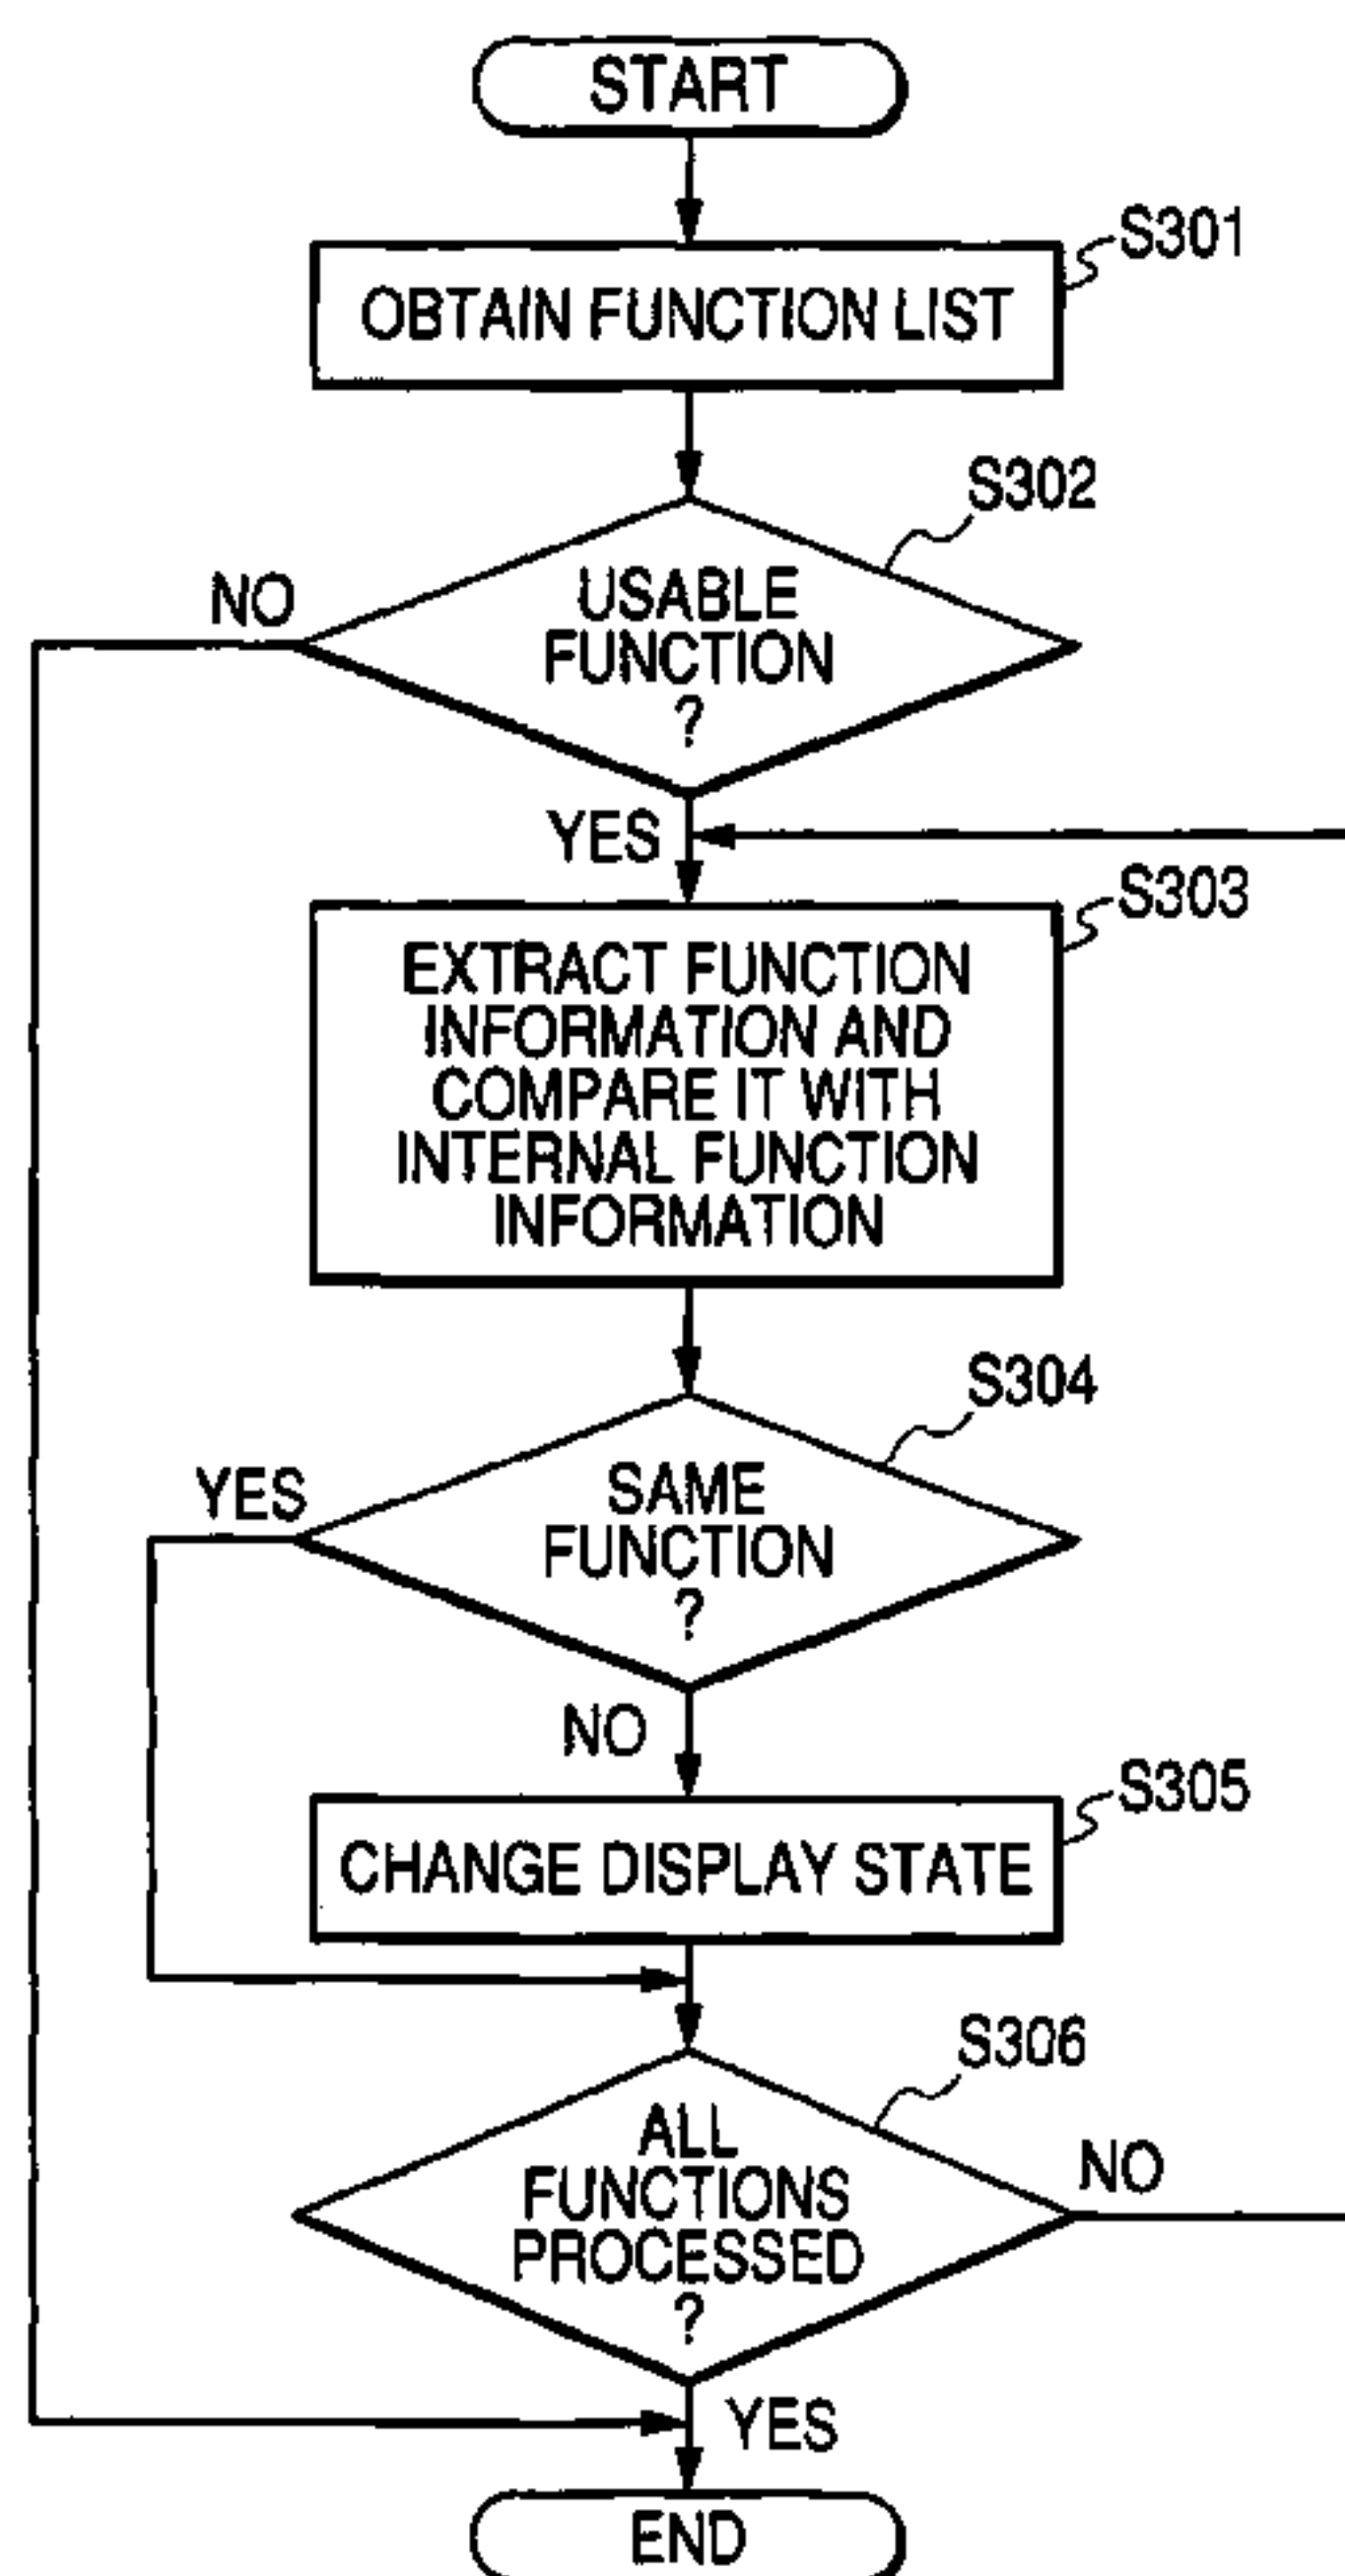 START
S301
OBTAIN FUNCTION LIST
S302
NO
USABLE
FUNCTION
?
YES
S303
EXTRACT FUNCTION
INFORMATION AND
COMPARE IT WITH
INTERNAL FUNCTION
INFORMATION
S304
YES
SAME
FUNCTION
?
NO
S305
CHANGE DISPLAY STATE
S306
ALL
FUNCTIONS
PROCESSED
?
NO
YES
END